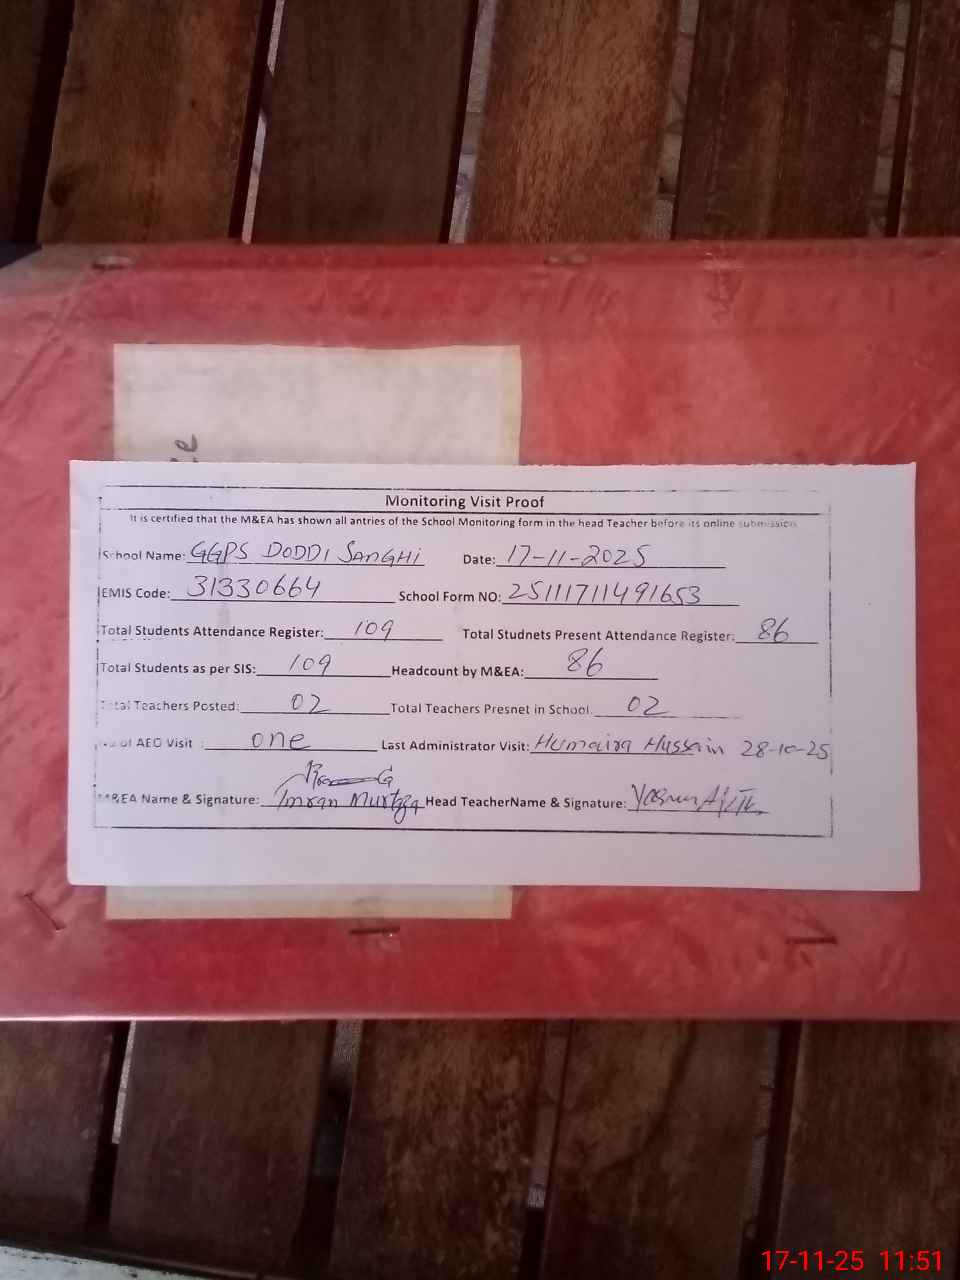 Monitoring Visit Proof
It is certified that the M&EA has shown all antries of the School Monitoring form in the head Teacher before its online submission
School Name: GGPS DODDI SANGHI Date: 17-11-2025
EMIS Code: 31330664 School Form NO: 25111711491653
Total Students Attendance Register: 109 Total Studnets Present Attendance Register: 86
Total Students as per SIS: 109 Headcount by M&EA: 86
Total Teachers Posted: 02 Total Teachers Presnet in School. 02
of AEO Visit : one Last Administrator Visit: Humaira Hussain 28-10-25
M&EA Name & Signature: Imran Murtaza Head TeacherName & Signature:
17-11-25 11:51